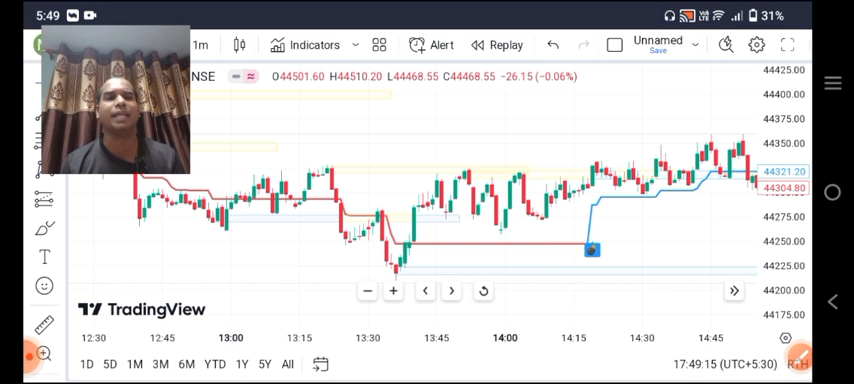 5:49
31%
1m
Indicators
Alert
Replay
Unnamed
Save
NSE
O44501.60 H44510.20 L44468.55 C44468.55 -26.15 (-0.06%)
44425.00
44400.00
44375.00
44350.00
44321.20
44304.80
44275.00
44250.00
44225.00
44200.00
44175.00
TradingView
12:30 12:45 13:00 13:15 13:30 13:45 14:00 14:15 14:30 14:45
1D 5D 1M 3M 6M YTD 1Y 5Y All
17:49:15 (UTC+5:30)